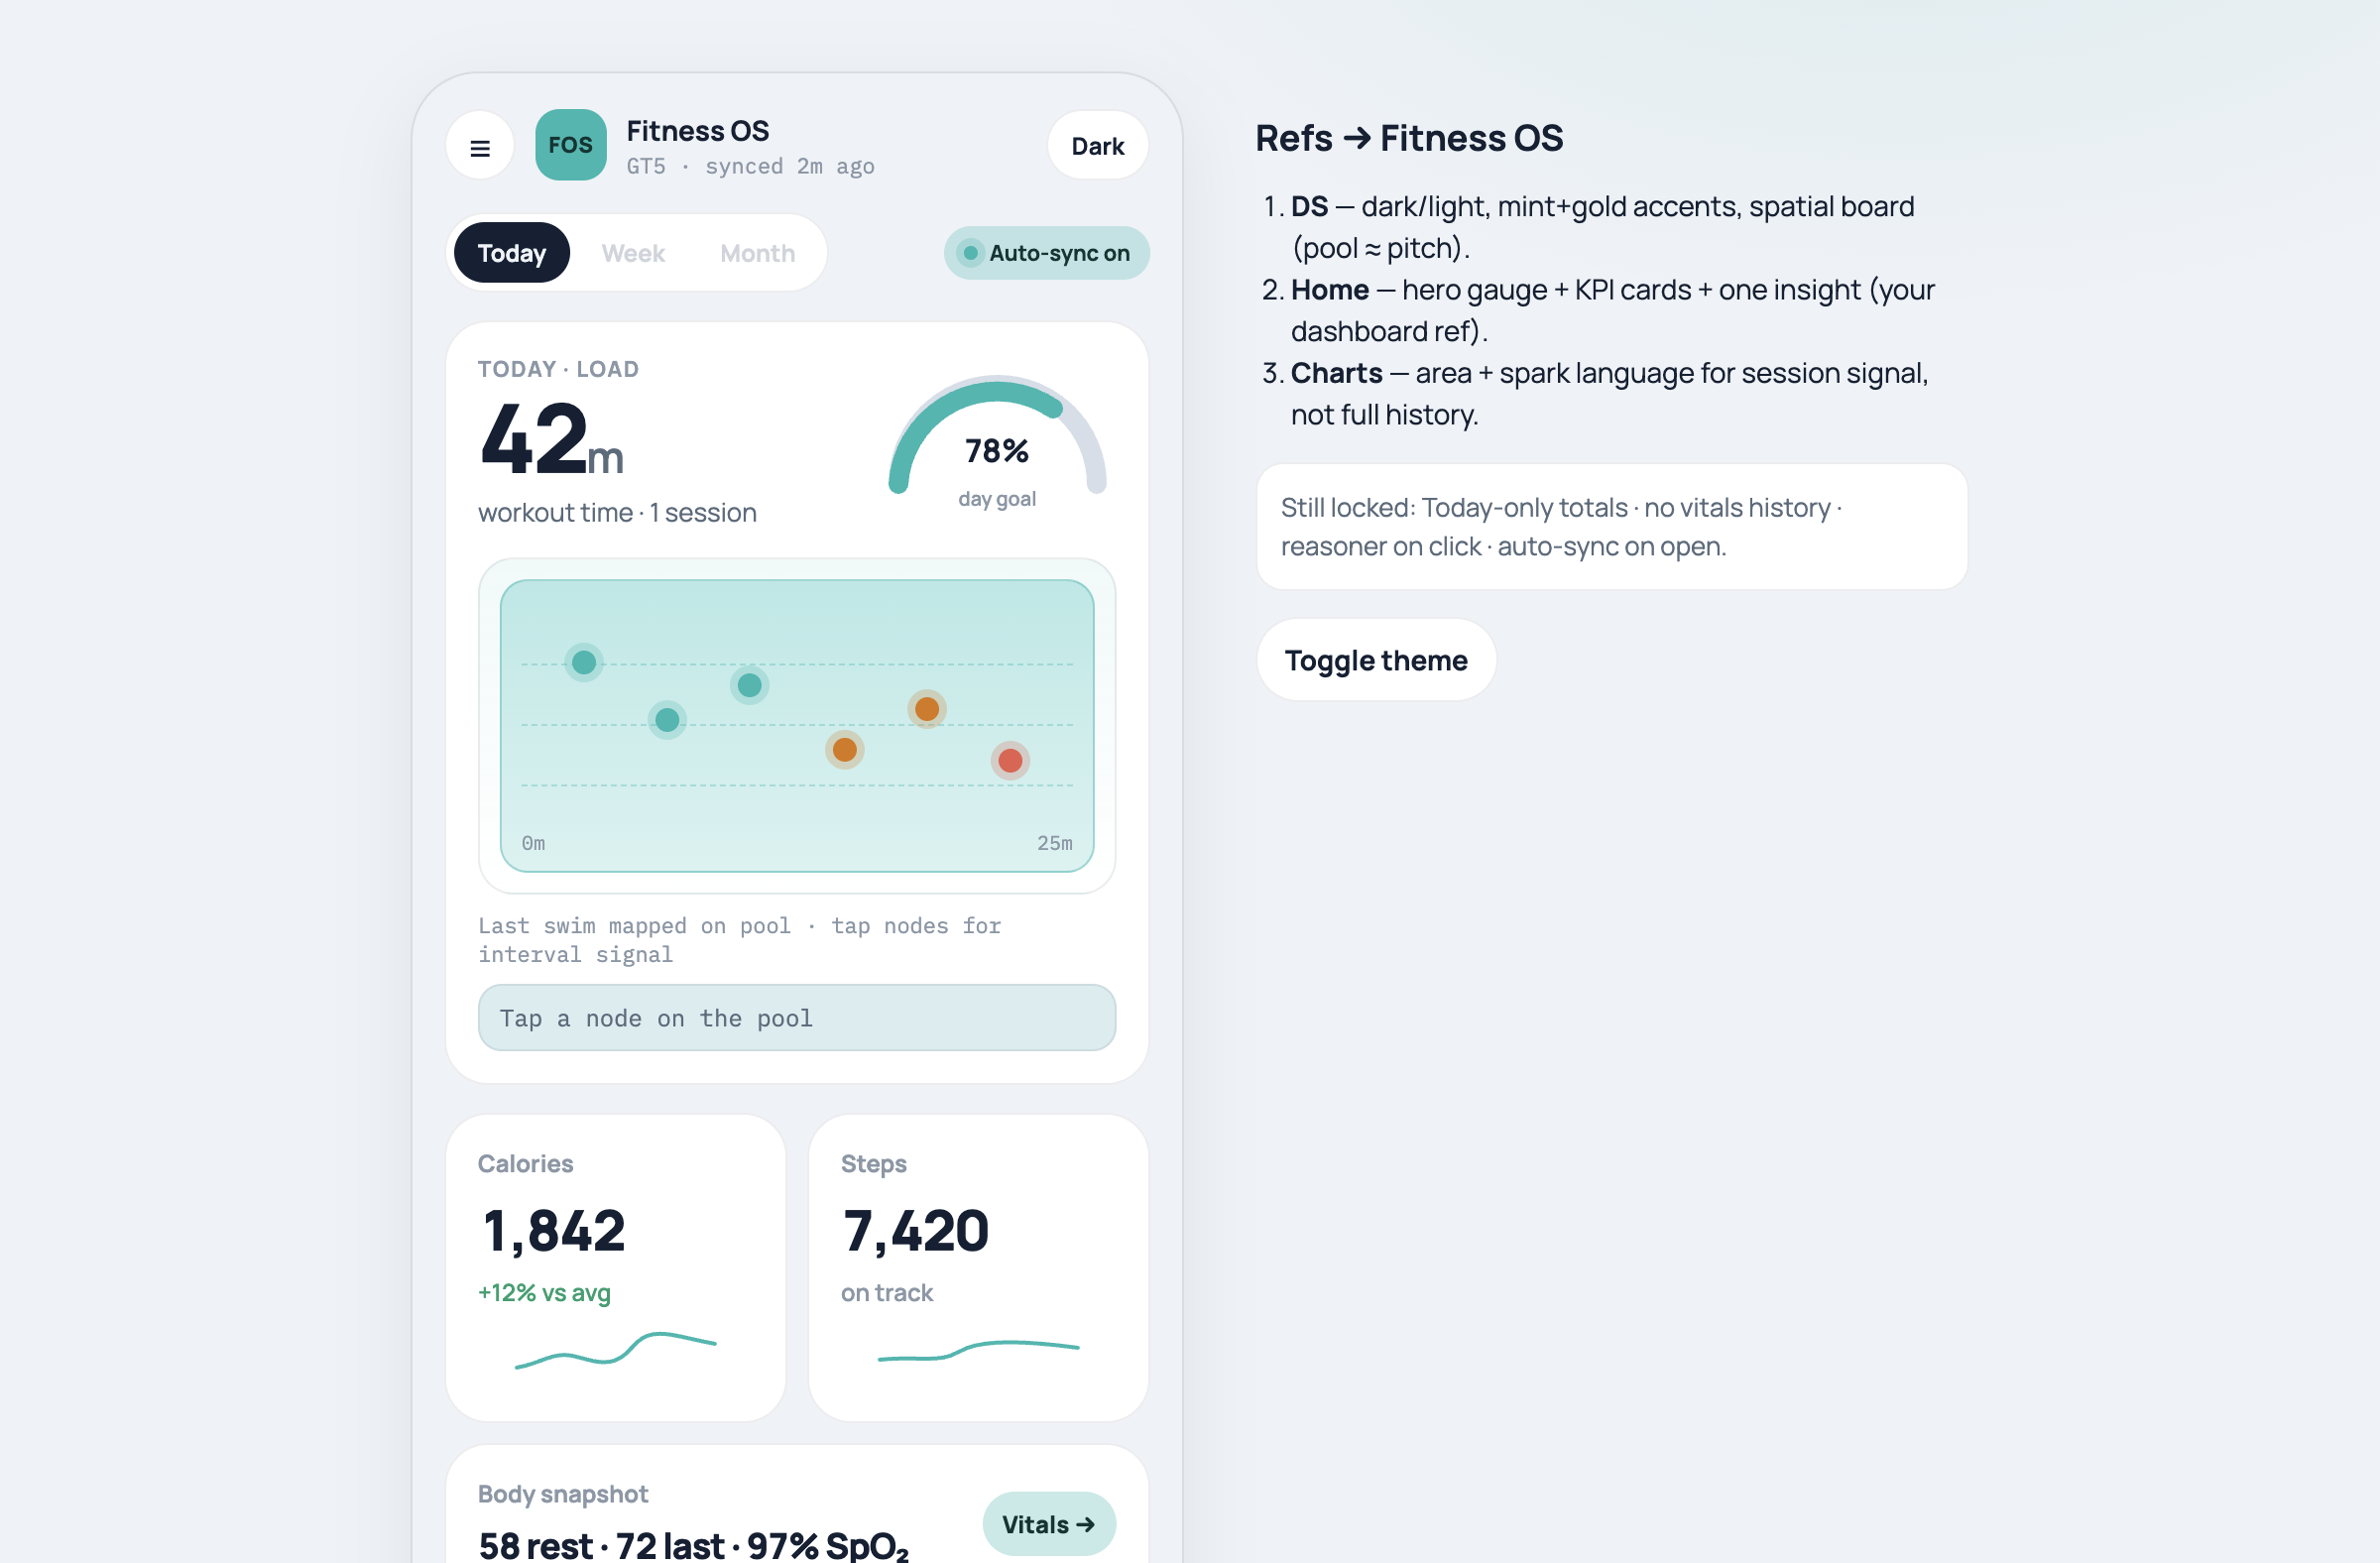 ≡
FOS
Fitness OS
GT5 · synced 2m ago
Dark
Today
Week
Month
Auto-sync on
TODAY · LOAD
42m
workout time · 1 session
78%
day goal
0m
25m
Last swim mapped on pool · tap nodes for
interval signal
Tap a node on the pool
Calories
1,842
+12% vs avg
Steps
7,420
on track
Body snapshot
58 rest · 72 last · 97% SpO₂
Vitals →
Refs → Fitness OS
1. DS — dark/light, mint+gold accents, spatial board
(pool ≈ pitch).
2. Home — hero gauge + KPI cards + one insight (your
dashboard ref).
3. Charts — area + spark language for session signal,
not full history.
Still locked: Today-only totals · no vitals history ·
reasoner on click · auto-sync on open.
Toggle theme